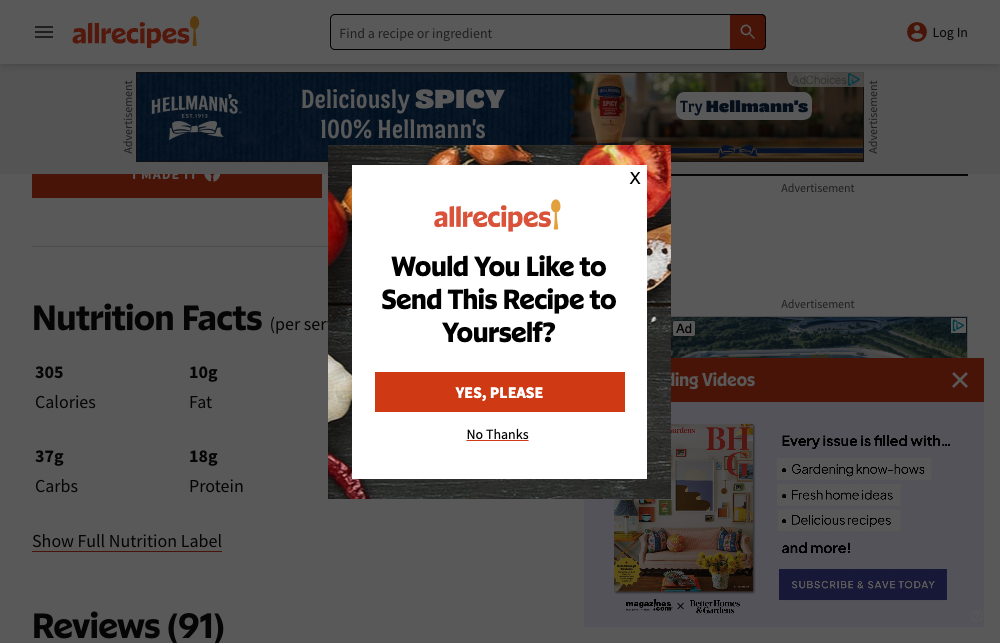 allrecipes
Find a recipe or ingredient
Log In
Advertisement
HELLMANN'S
EST. 1913
Deliciously SPICY
100% Hellmann's
Try Hellmann's
AdChoices
Advertisement
I MADE IT
X
allrecipes
Would You Like to
Send This Recipe to
Yourself?
YES, PLEASE
No Thanks
Advertisement
Advertisement
Ad
Nutrition Facts (per ser
305
10g
Calories
Fat
37g
18g
Carbs
Protein
Show Full Nutrition Label
Reviews (91)
ding Videos
BHG
Every issue is filled with...
• Gardening know-hows
• Fresh home ideas
• Delicious recipes
and more!
SUBSCRIBE & SAVE TODAY
magazines.com × Better Homes & Gardens